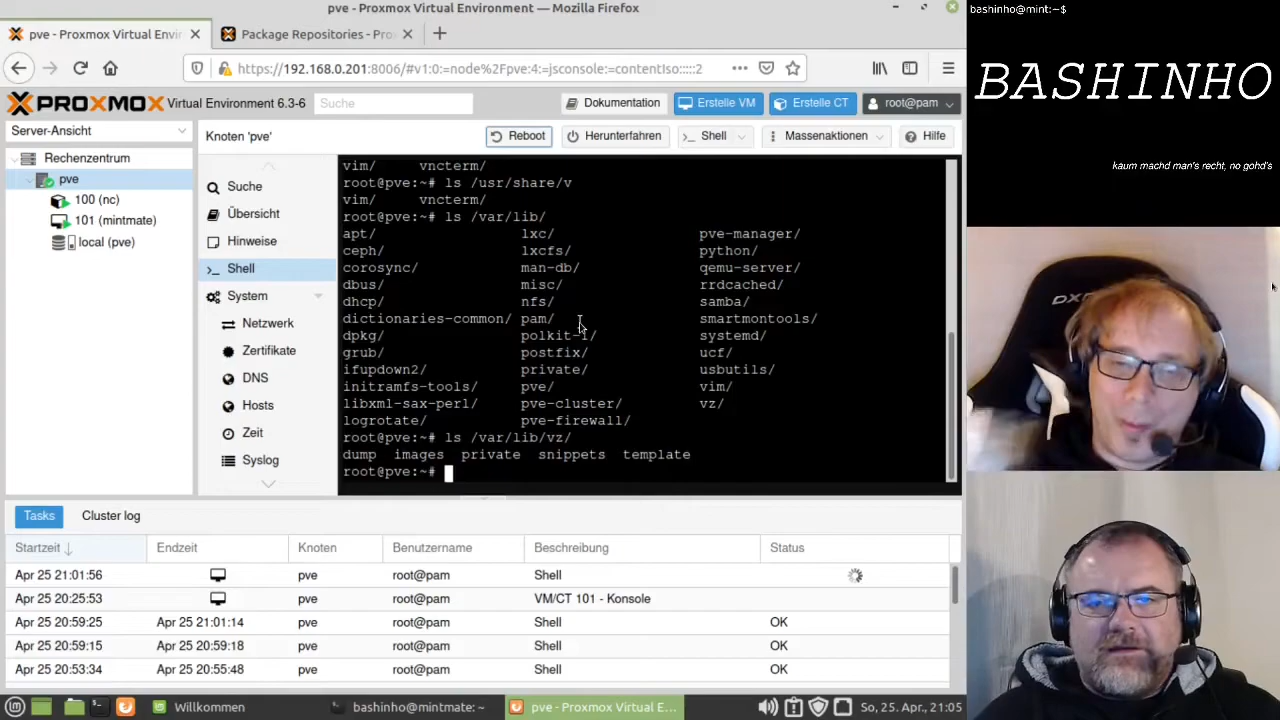 pve - Proxmox Virtual Environment — Mozilla Firefox
pve - Proxmox Virtual Envir
Package Repositories - Pro
https://192.168.0.201:8006/#v1:0:=node%2Fpve:4:=jsconsole:=contentIso:::::2
PROXMOX Virtual Environment 6.3-6
Suche
Dokumentation
Erstelle VM
Erstelle CT
root@pam
Server-Ansicht
Knoten 'pve'
Reboot
Herunterfahren
Shell
Massenaktionen
Hilfe
Rechenzentrum
pve
100 (nc)
101 (mintmate)
local (pve)
Suche
Übersicht
Hinweise
Shell
System
Netzwerk
Zertifikate
DNS
Hosts
Zeit
Syslog
vim/ vncterm/
root@pve:~# ls /usr/share/v
vim/ vncterm/
root@pve:~# ls /var/lib/
apt/ lxc/ pve-manager/
ceph/ lxcfs/ python/
corosync/ man-db/ qemu-server/
dbus/ misc/ rrdcached/
dhcp/ nfs/ samba/
dictionaries-common/ pam/ smartmontools/
dpkg/ polkit-1/ systemd/
grub/ postfix/ ucf/
ifupdown2/ private/ usbutils/
initramfs-tools/ pve/ vim/
libxml-sax-perl/ pve-cluster/ vz/
logrotate/ pve-firewall/
root@pve:~# ls /var/lib/vz/
dump images private snippets template
root@pve:~#
Tasks
Cluster log
Startzeit Endzeit Knoten Benutzername Beschreibung Status
Apr 25 21:01:56 pve root@pam Shell
Apr 25 20:25:53 pve root@pam VM/CT 101 - Konsole
Apr 25 20:59:25 Apr 25 21:01:14 pve root@pam Shell OK
Apr 25 20:59:15 Apr 25 20:59:18 pve root@pam Shell OK
Apr 25 20:53:34 Apr 25 20:55:48 pve root@pam Shell OK
Willkommen
bashinho@mintmate: ~
pve - Proxmox Virtual E...
So, 25. Apr., 21:05
bashinho@mint:~$
BASHINHO
kaum machd man's recht, no gohd's